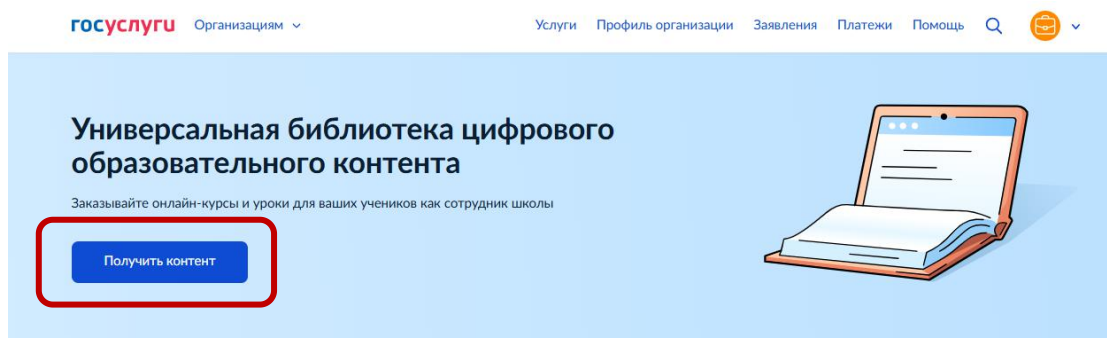 госуслуги Организациям Услуги Профиль организации Заявления Платежи Помощь
Универсальная библиотека цифрового
образовательного контента
Заказывайте онлайн-курсы и уроки для ваших учеников как сотрудник школы
Получить контент